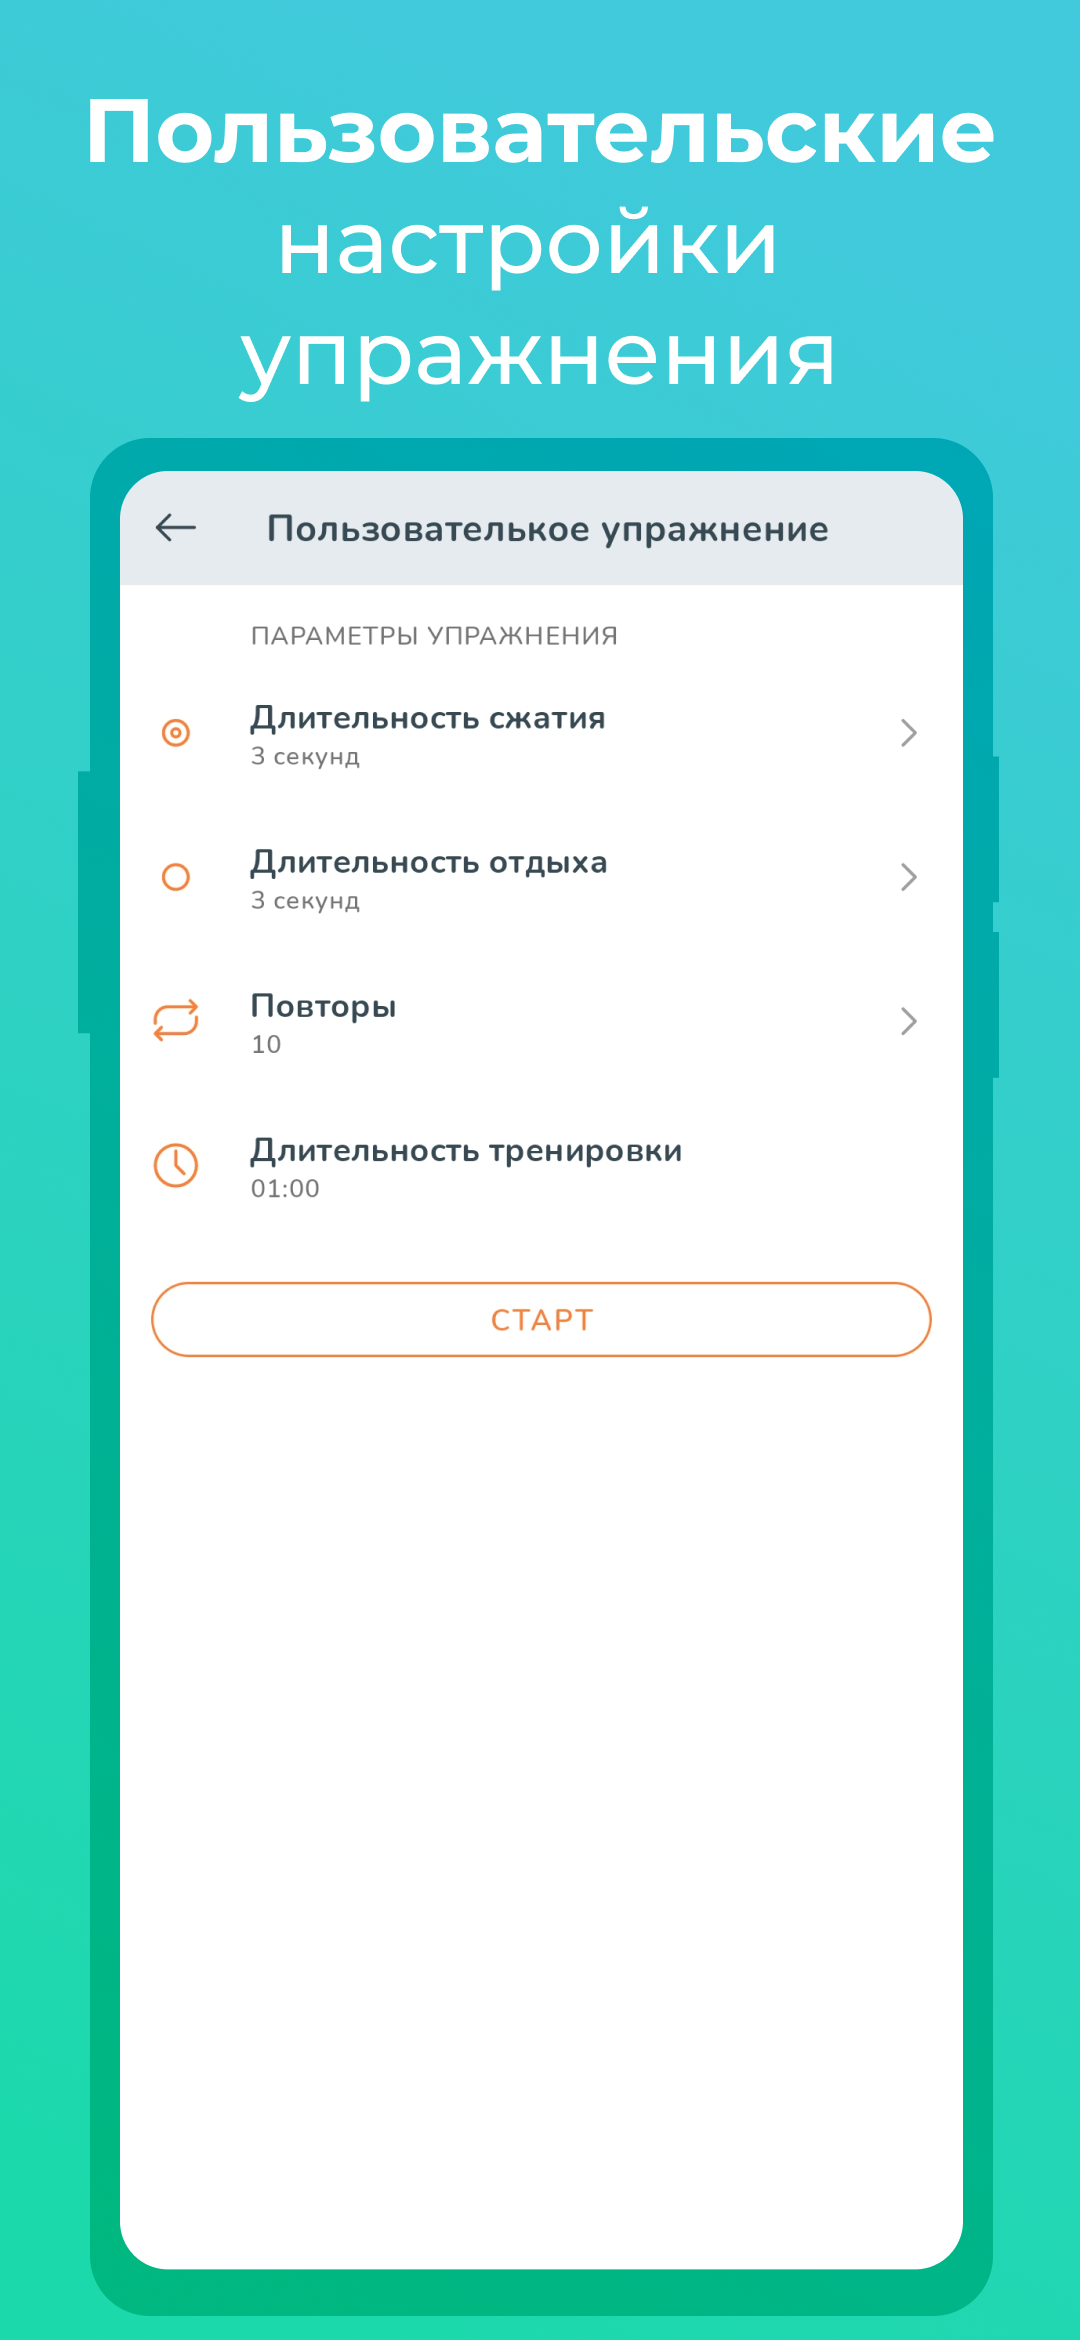 Пользовательские
настройки
упражнения
Пользователькое упражнение
ПАРАМЕТРЫ УПРАЖНЕНИЯ
Длительность сжатия
3 секунд
Длительность отдыха
3 секунд
Повторы
10
Длительность тренировки
01:00
СТАРТ